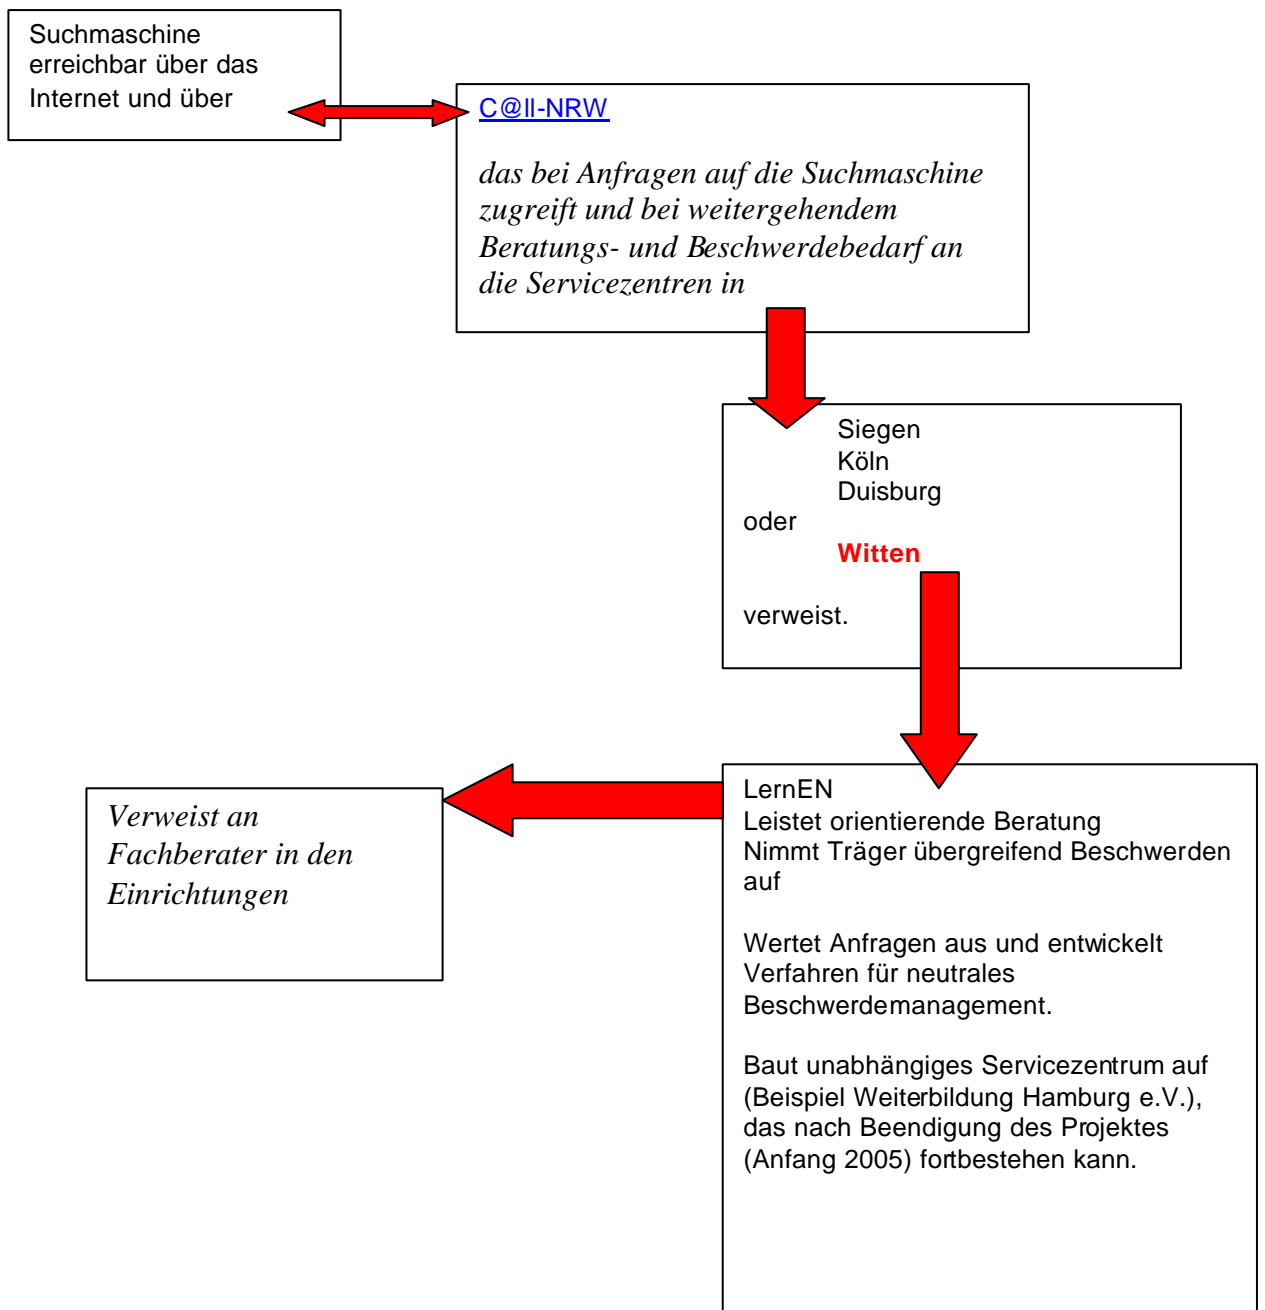 Suchmaschine
erreichbar über das
Internet und über
C@ll-NRW
das bei Anfragen auf die Suchmaschine
zugreift und bei weitergehendem
Beratungs- und Beschwerdebedarf an
die Servicezentren in
Siegen
Köln
Duisburg
oder
Witten
verweist.
Verweist an
Fachberater in den
Einrichtungen
LernEN
Leistet orientierende Beratung
Nimmt Träger übergreifend Beschwerden
auf
Wertet Anfragen aus und entwickelt
Verfahren für neutrales
Beschwerdemanagement.
Baut unabhängiges Servicezentrum auf
(Beispiel Weiterbildung Hamburg e.V.),
das nach Beendigung des Projektes
(Anfang 2005) fortbestehen kann.